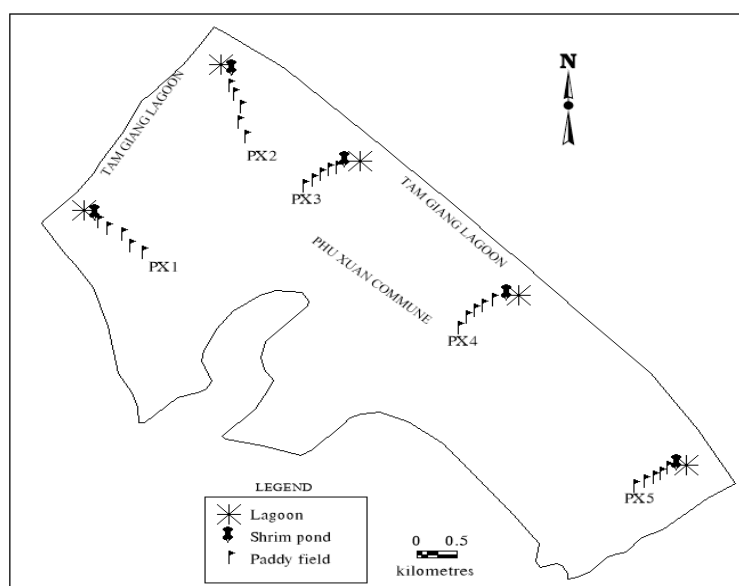 N
TAM GIANG LAGOON
PX2
PX3
TAM GIANG LAGOON
PX1
PHU XUAN COMMUNE
PX4
PX5
LEGEND
Lagoon
Shrim pond
Paddy field
0 0.5
kilometres